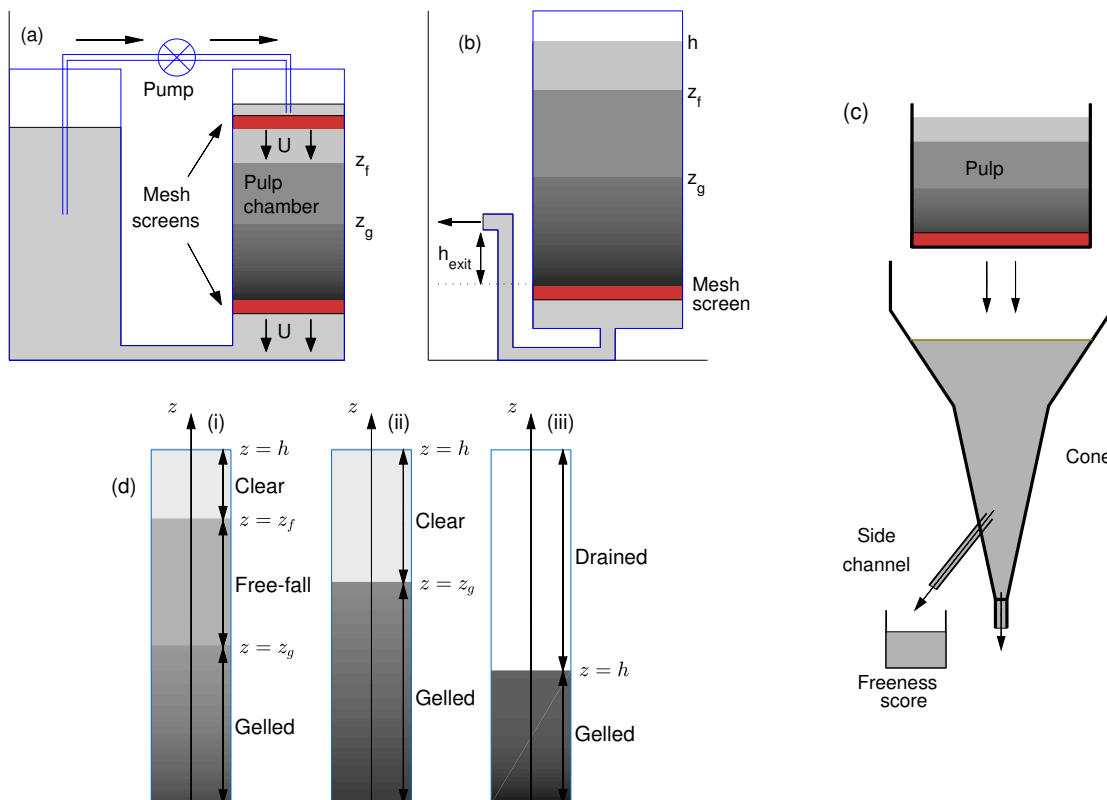 (a)
Pump
U
z_f
Mesh
screens
Pulp
chamber
z_g
U
(b)
h
z_f
z_g
h_exit
Mesh
screen
(c)
Pulp
Cone
Side
channel
Freeness
score
(d)
z
(i)
z = h
Clear
z = z_f
Free-fall
z = z_g
Gelled
z
(ii)
z = h
Clear
z = z_g
Gelled
z
(iii)
Drained
z = h
Gelled